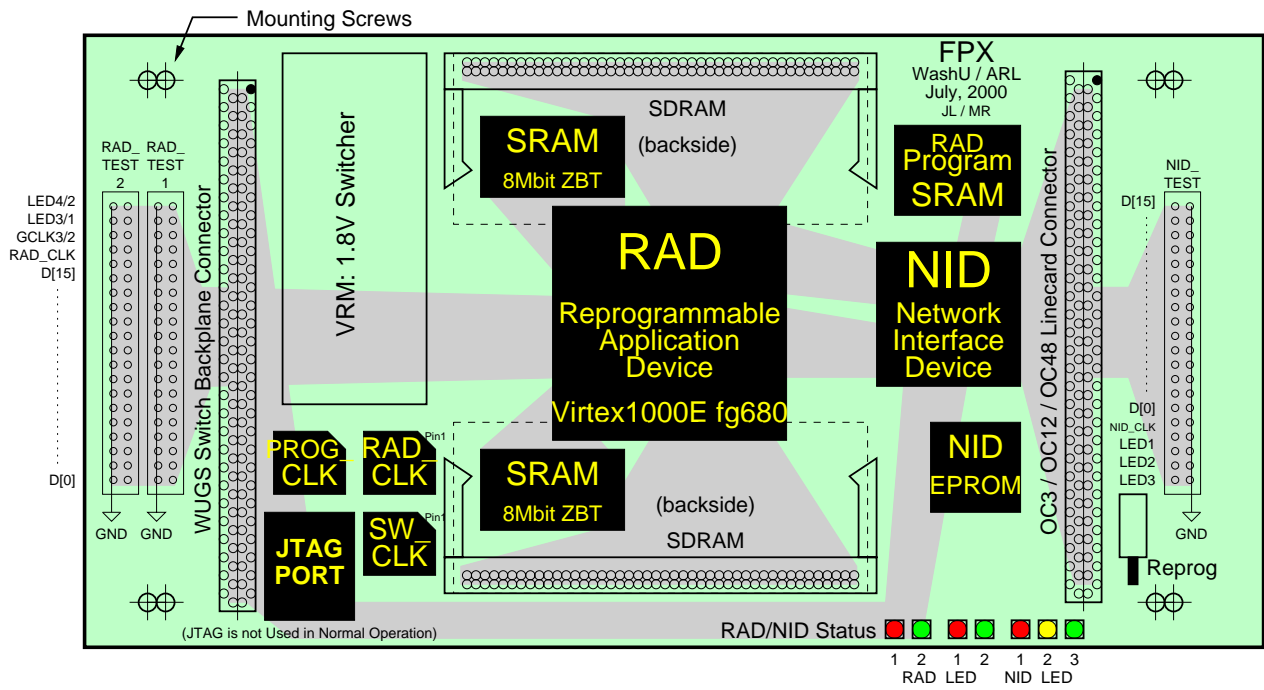 Mounting Screws
FPX
WashU / ARL
July, 2000
JL / MR
SDRAM
(backside)
SRAM
8Mbit ZBT
RAD
Program
SRAM
RAD_
TEST
2
RAD_
TEST
1
NID_
TEST
LED4/2
LED3/1
GCLK3/2
RAD_CLK
D[15]
D[0]
GND
GND
WUGS Switch Backplane Connector
VRM: 1.8V Switcher
RAD
Reprogrammable
Application
Device
Virtex1000E fg680
NID
Network
Interface
Device
OC3 / OC12 / OC48 Linecard Connector
D[15]
D[0]
NID_CLK
LED1
LED2
LED3
GND
Reprog
PROG_
CLK
RAD_
CLK
Pin1
SW_
CLK
Pin1
JTAG
PORT
SRAM
8Mbit ZBT
(backside)
SDRAM
NID
EPROM
(JTAG is not Used in Normal Operation)
RAD/NID Status
1 2 1 2 1 2 3
RAD LED NID LED